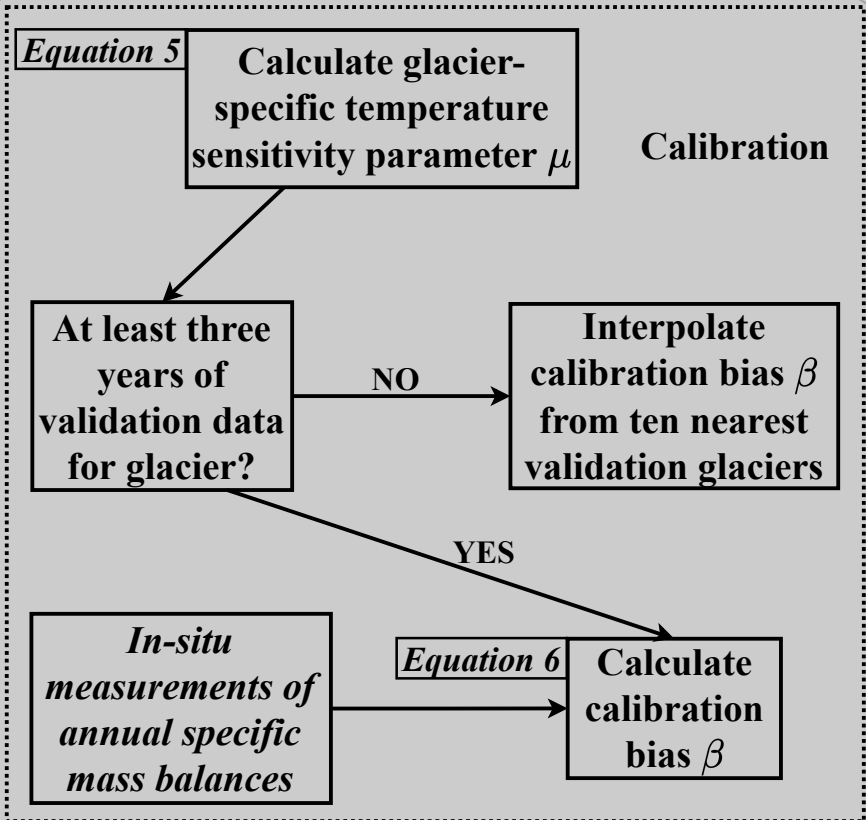 Equation 5
Calculate glacier-
specific temperature
sensitivity parameter μ
Calibration
At least three
years of
validation data
for glacier?
NO
Interpolate
calibration bias β
from ten nearest
validation glaciers
YES
In-situ
measurements of
annual specific
mass balances
Equation 6
Calculate
calibration
bias β